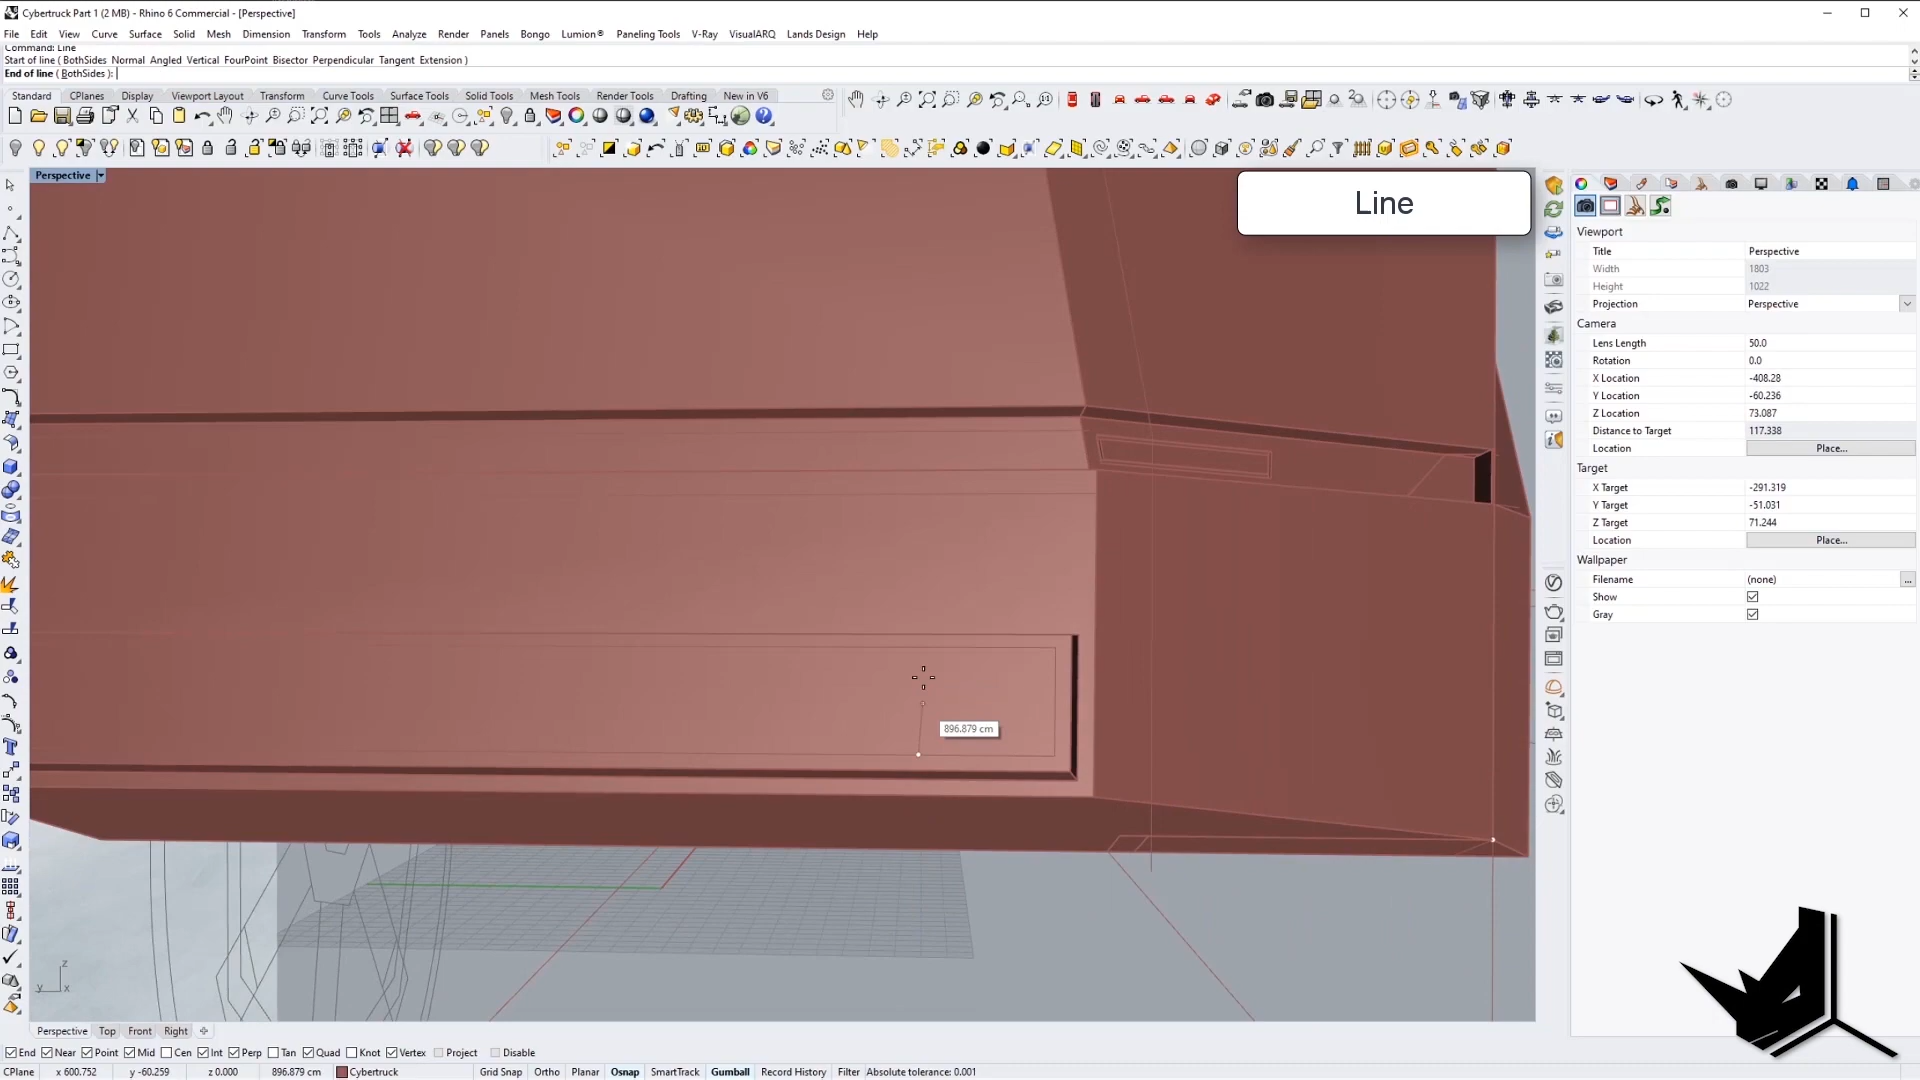 Cybertruck Part 1 (2 MB) - Rhino 6 Commercial - [Perspective]
File Edit View Curve Surface Solid Mesh Dimension Transform Tools Analyze Render Panels Bongo Lumion® Paneling Tools V-Ray VisualARQ Lands Design Help
Command: Line
Start of line ( BothSides Normal Angled Vertical FourPoint Bisector Perpendicular Tangent Extension )
End of line ( BothSides ):
Standard CPlanes Display Viewport Layout Transform Curve Tools Surface Tools Solid Tools Mesh Tools Render Tools Drafting New in V6
Perspective
Line
Viewport
Title Perspective
Width 1803
Height 1022
Projection Perspective
Camera
Lens Length 50.0
Rotation 0.0
X Location -408.28
Y Location -60.236
Z Location 73.087
Distance to Target 117.338
Location Place...
Target
X Target -291.319
Y Target -51.031
Z Target 71.244
Location Place...
Wallpaper
Filename (none) ...
Show
Gray
896.879 cm
z
y x
Perspective Top Front Right
End Near Point Mid Cen Int Perp Tan Quad Knot Vertex Project Disable
CPlane x 600.752 y -60.259 z 0.000 896.879 cm Cybertruck Grid Snap Ortho Planar Osnap SmartTrack Gumball Record History Filter Absolute tolerance: 0.001